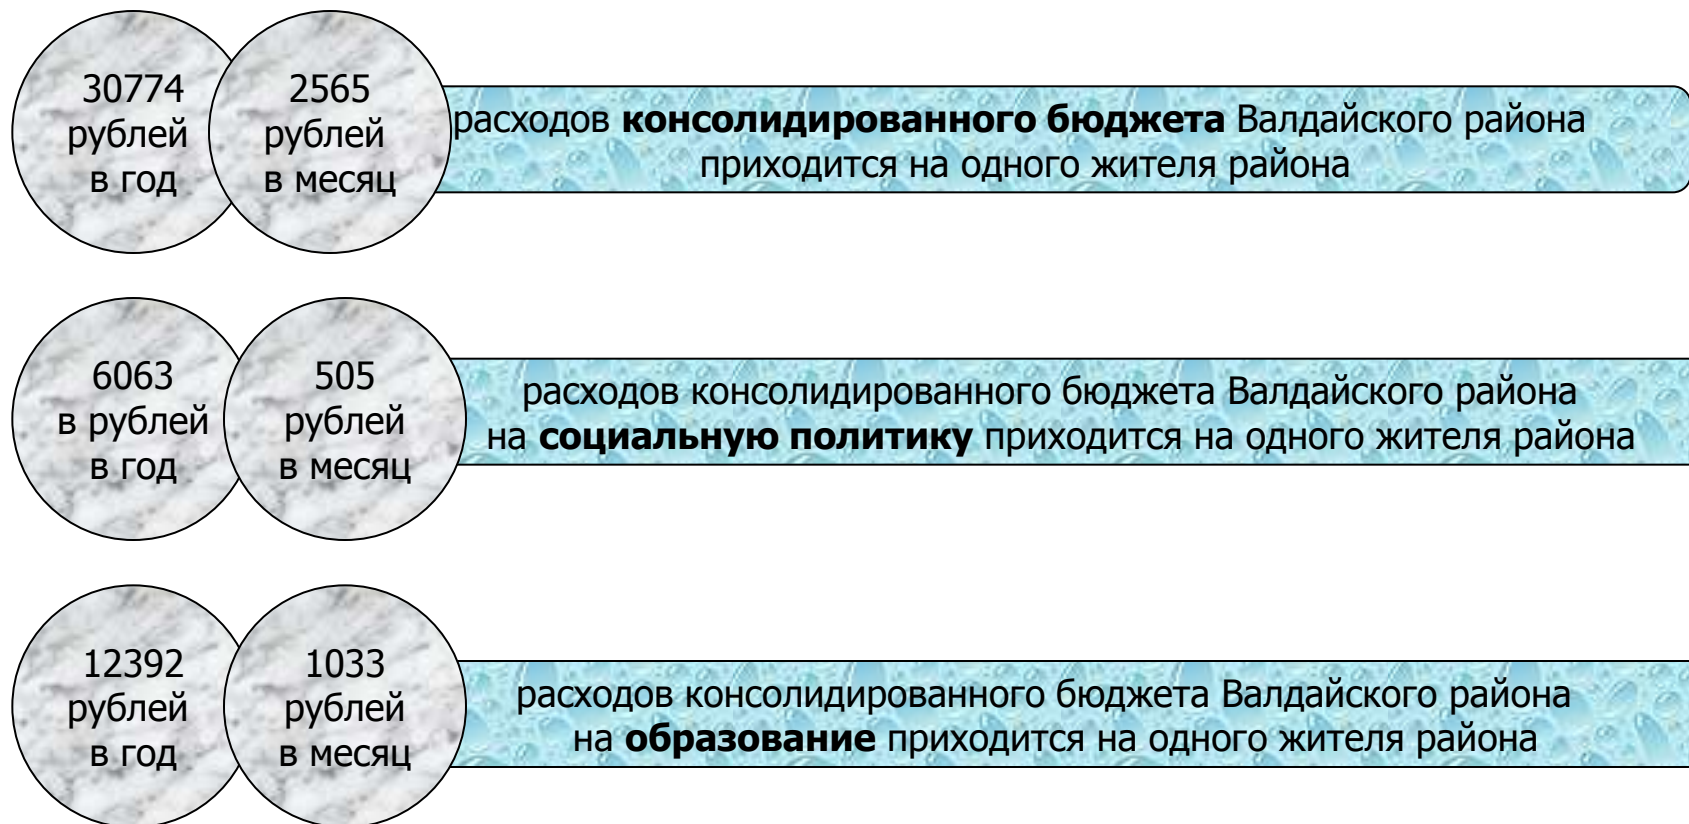 30774
рублей
в год
2565
рублей
в месяц
расходов консолидированного бюджета Валдайского района
приходится на одного жителя района
6063
в рублей
в год
505
рублей
в месяц
расходов консолидированного бюджета Валдайского района
на социальную политику приходится на одного жителя района
12392
рублей
в год
1033
рублей
в месяц
расходов консолидированного бюджета Валдайского района
на образование приходится на одного жителя района